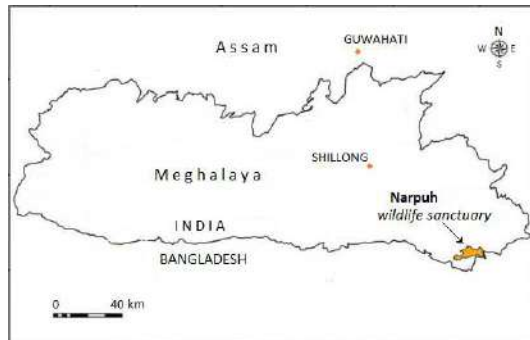 N
W E
S
GUWAHATI
Assam
SHILLONG
Meghalaya
Narpuh
wildlife sanctuary
INDIA
BANGLADESH
0 40 km